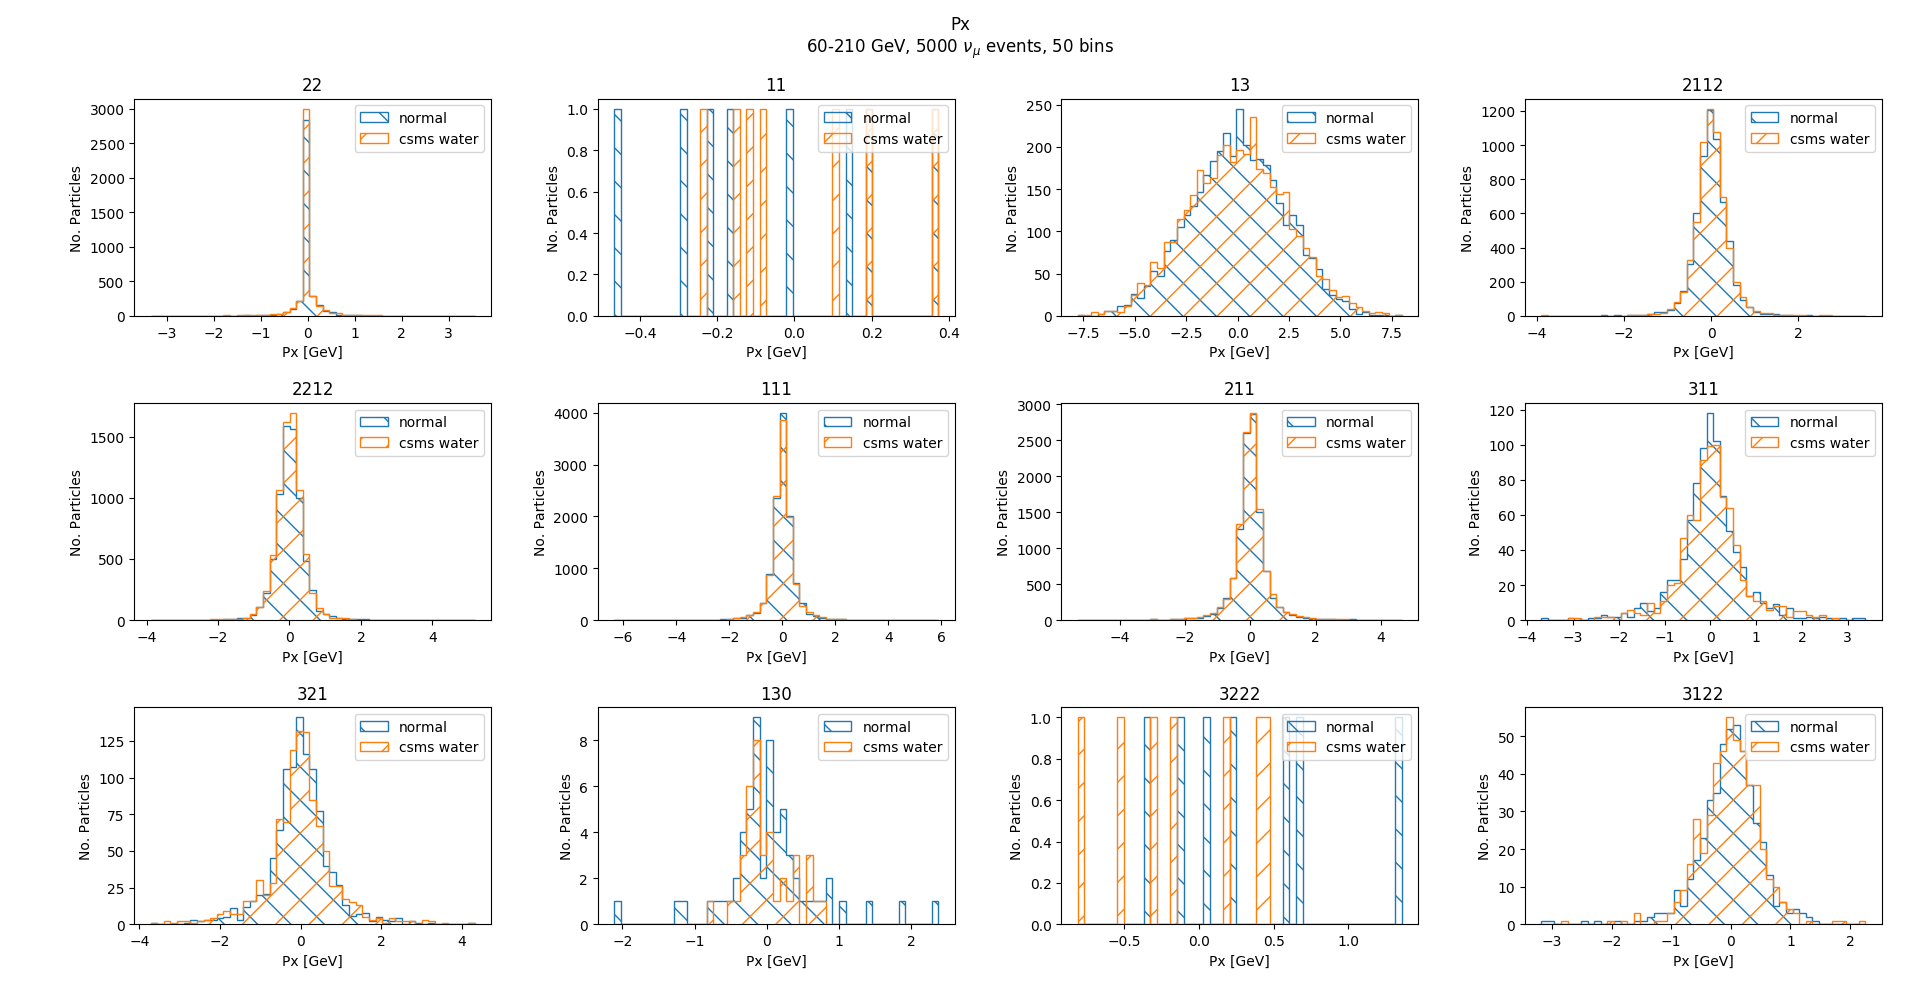 Px
60-210 GeV, 5000 ν_μ events, 50 bins
22
No. Particles
3000
2500
2000
1500
1000
500
0
−3 −2 −1 0 1 2 3
Px [GeV]
normal
csms water
11
No. Particles
1.0
0.8
0.6
0.4
0.2
0.0
−0.4 −0.2 0.0 0.2 0.4
Px [GeV]
normal
csms water
13
No. Particles
250
200
150
100
50
0
−7.5 −5.0 −2.5 0.0 2.5 5.0 7.5
Px [GeV]
normal
csms water
2112
No. Particles
1200
1000
800
600
400
200
0
−4 −2 0 2
Px [GeV]
normal
csms water
2212
No. Particles
1500
1000
500
0
−4 −2 0 2 4
Px [GeV]
normal
csms water
111
No. Particles
4000
3000
2000
1000
0
−6 −4 −2 0 2 4 6
Px [GeV]
normal
csms water
211
No. Particles
3000
2500
2000
1500
1000
500
0
−4 −2 0 2 4
Px [GeV]
normal
csms water
311
No. Particles
120
100
80
60
40
20
0
−4 −3 −2 −1 0 1 2 3
Px [GeV]
normal
csms water
321
No. Particles
125
100
75
50
25
0
−4 −2 0 2 4
Px [GeV]
normal
csms water
130
No. Particles
8
6
4
2
0
−2 −1 0 1 2
Px [GeV]
normal
csms water
3222
No. Particles
1.0
0.8
0.6
0.4
0.2
0.0
−0.5 0.0 0.5 1.0
Px [GeV]
normal
csms water
3122
No. Particles
50
40
30
20
10
0
−3 −2 −1 0 1 2
Px [GeV]
normal
csms water